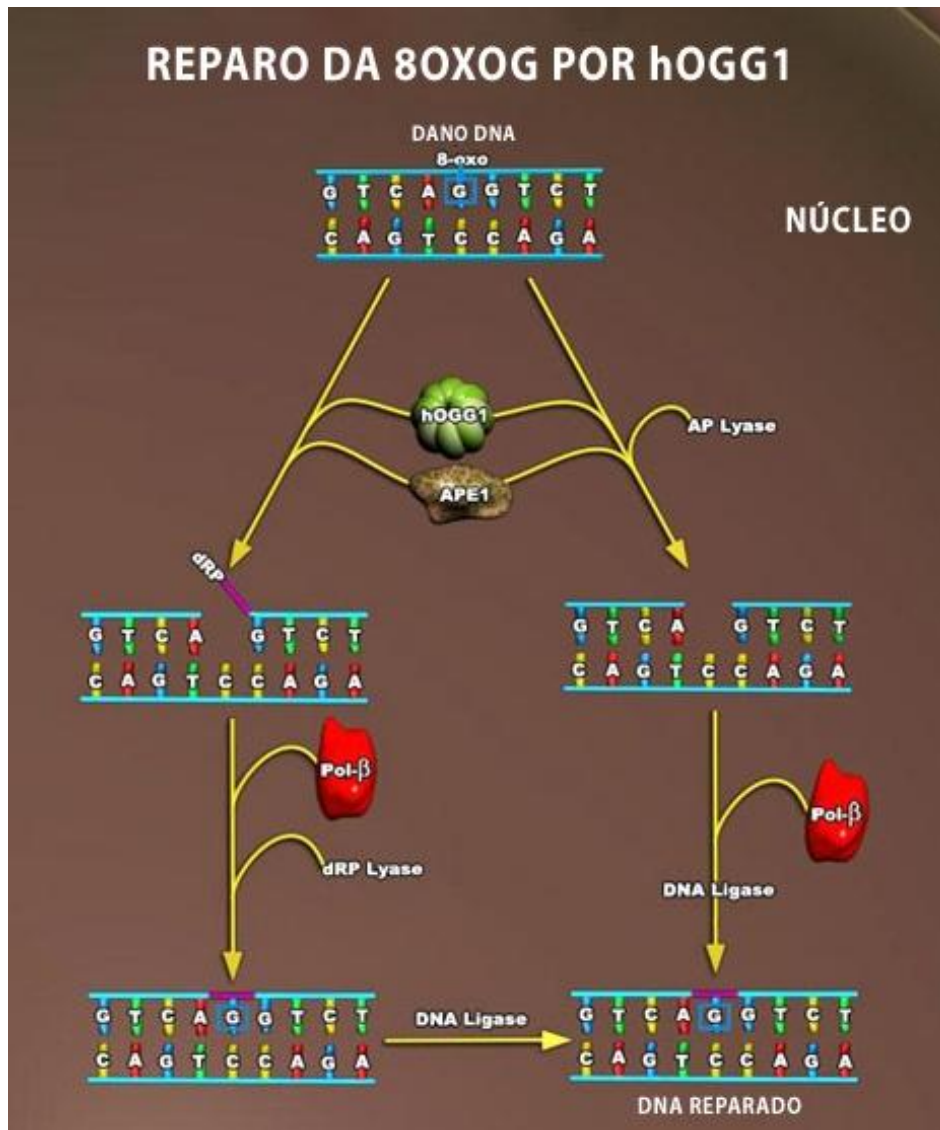 REPARO DA 8OXOG POR hOGG1
DANO DNA
8-oxo
G T C A G G T C T
C A G T C C A G A
NÚCLEO
hOGG1
AP Lyase
APE1
dRP
G T C A G T C T
C A G T C C A G A
G T C A G T C T
C A G T C C A G A
Pol-β
Pol-β
dRP Lyase
DNA Ligase
G T C A G G T C T
C A G T C C A G A
DNA Ligase
G T C A G G T C T
C A G T C C A G A
DNA REPARADO